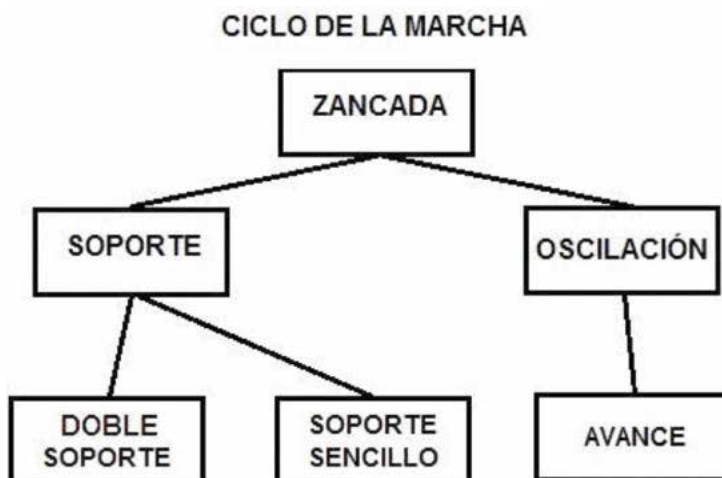 CICLO DE LA MARCHA
ZANCADA
SOPORTE
OSCILACIÓN
DOBLE
SOPORTE
SOPORTE
SENCILLO
AVANCE